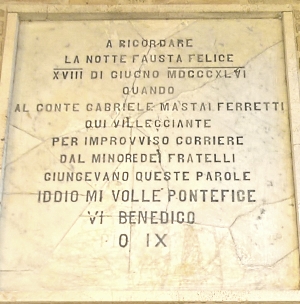 A RICORDARE
LA NOTTE FAUSTA FELICE
XVIII DI GIUGNO MDCCCXLVI
QUANDO
AL CONTE GABRIELE MASTAI FERRETTI
QUI VILLEGGIANTE
PER IMPROVVISO CORRIERE
DAL MINORE DEI FRATELLI
GIUNGEVANO QUESTE PAROLE
IDDIO MI VOLLE PONTEFICE
VI BENEDICO
O IX